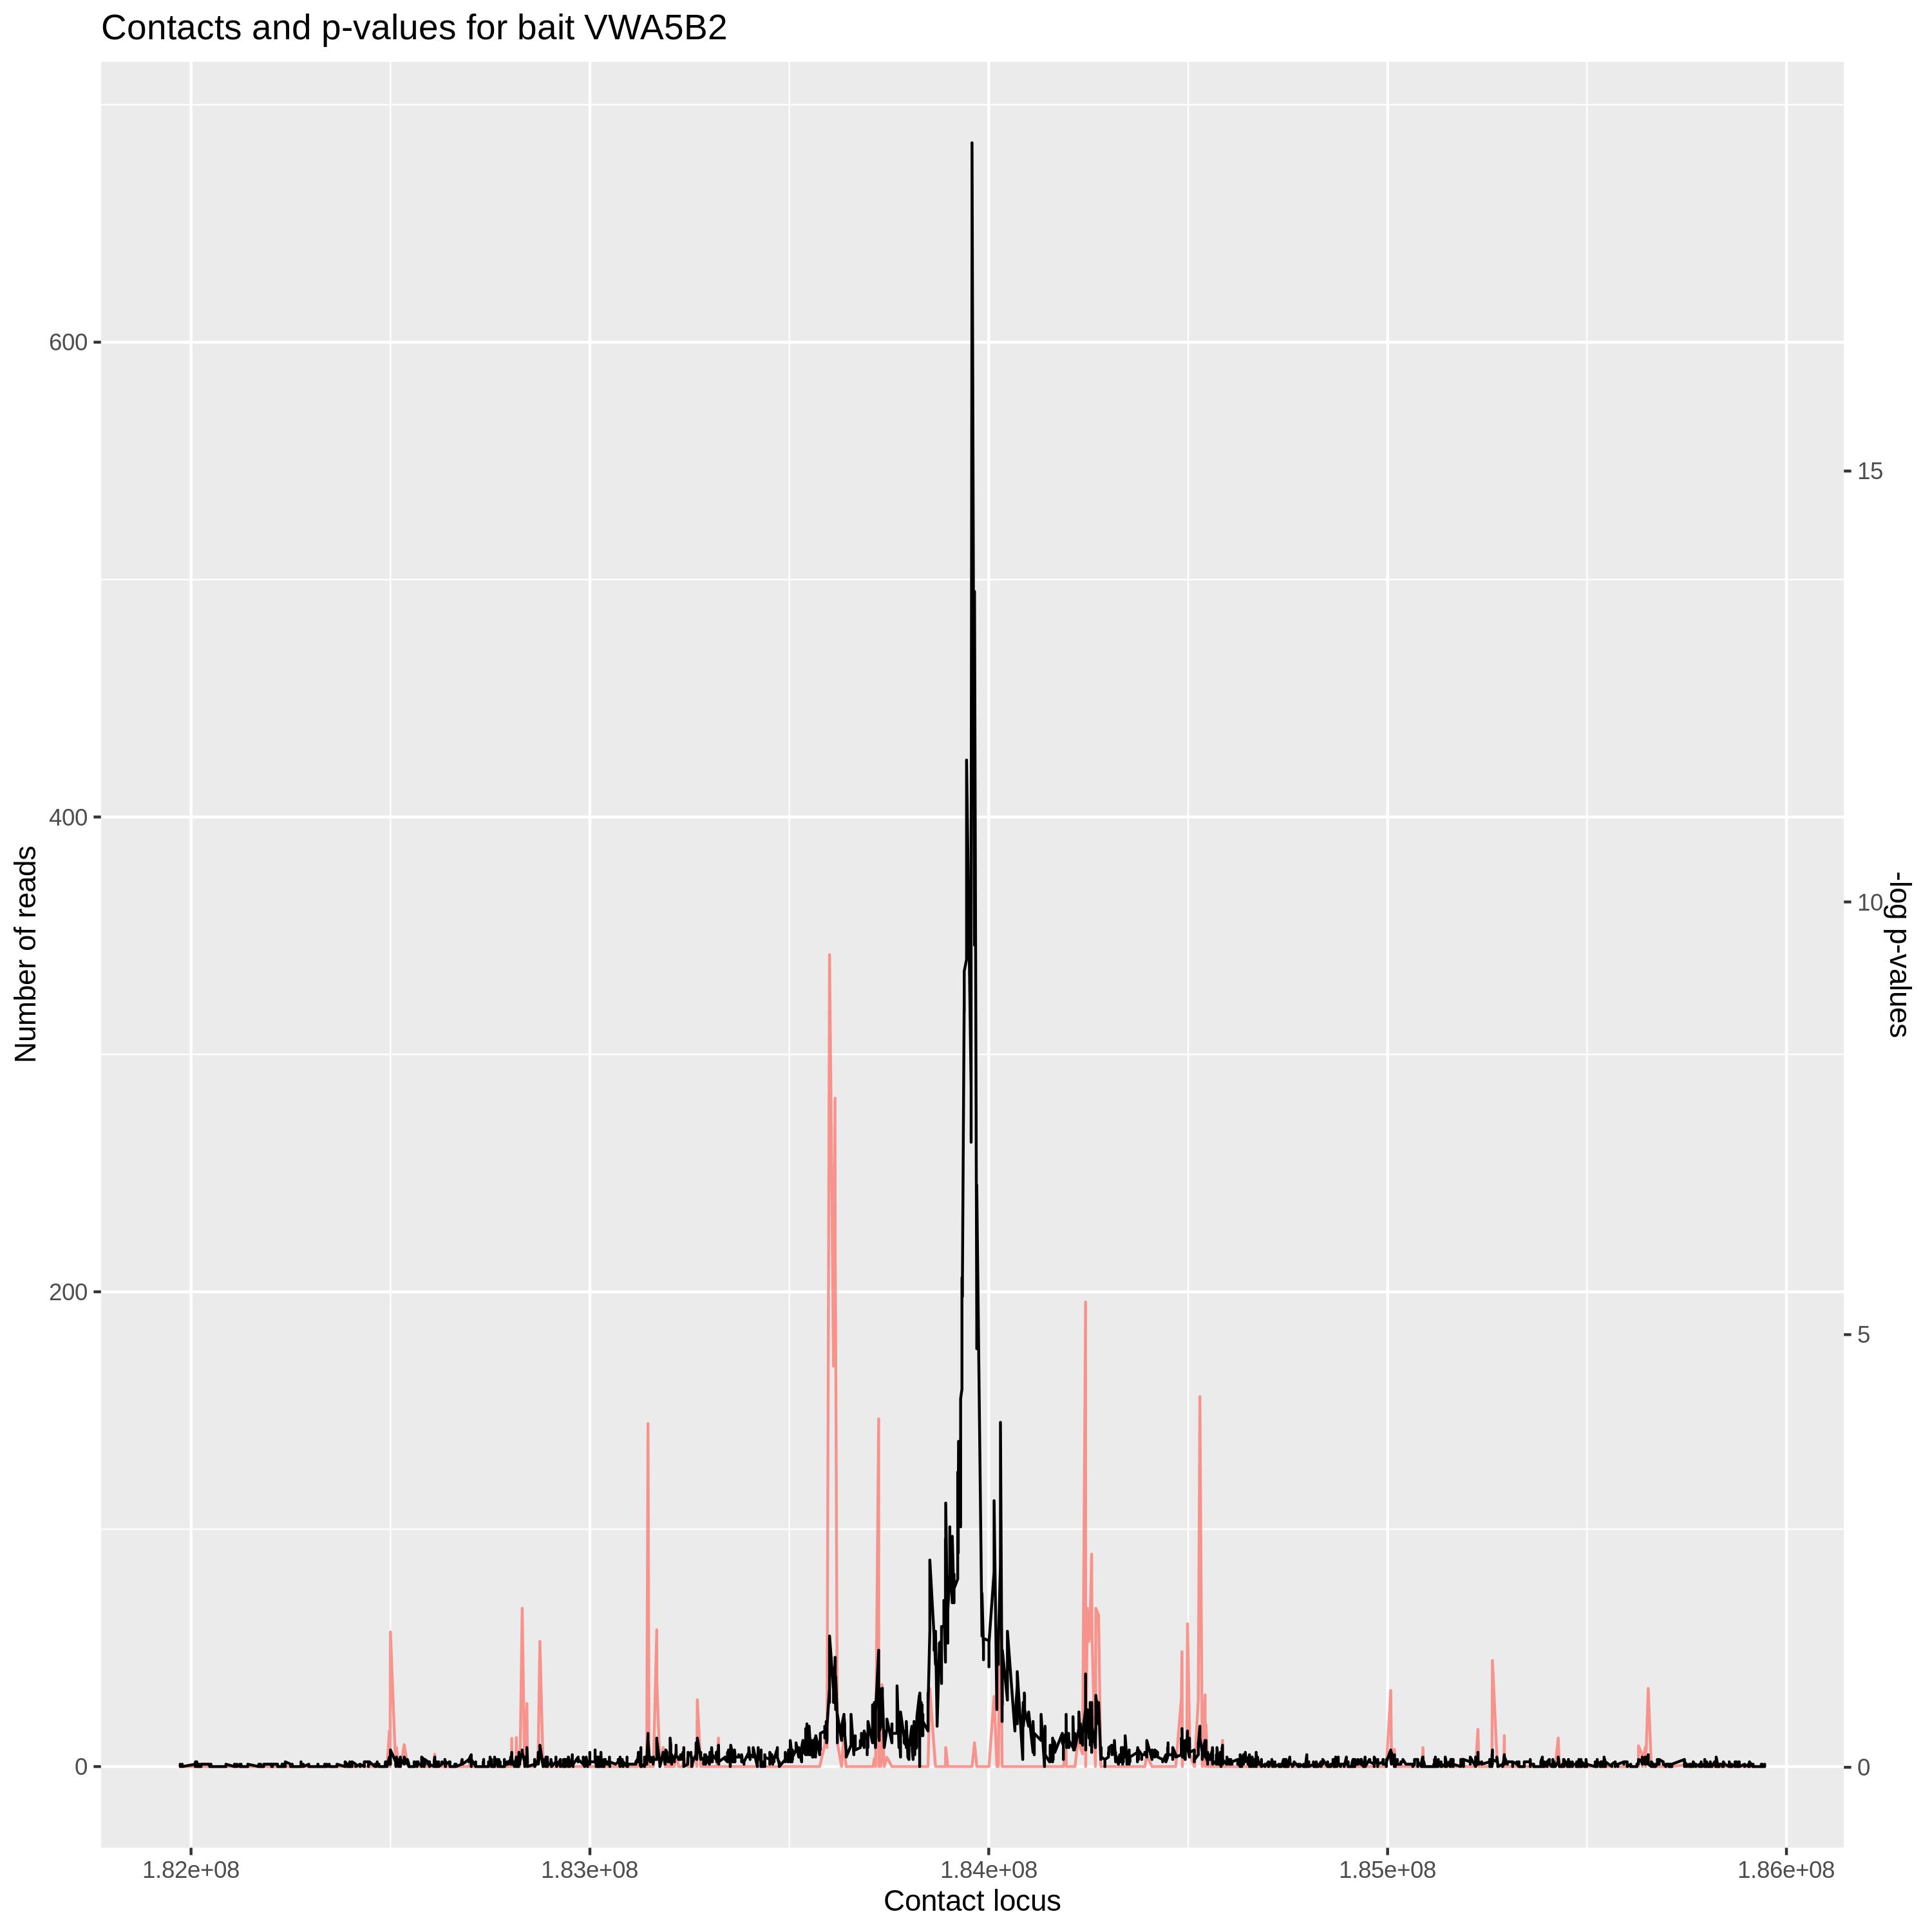 Contacts and p-values for bait VWA5B2
600
400
200
0
Number of reads
15
10
5
0
-log p-values
1.82e+08
1.83e+08
1.84e+08
1.85e+08
1.86e+08
Contact locus